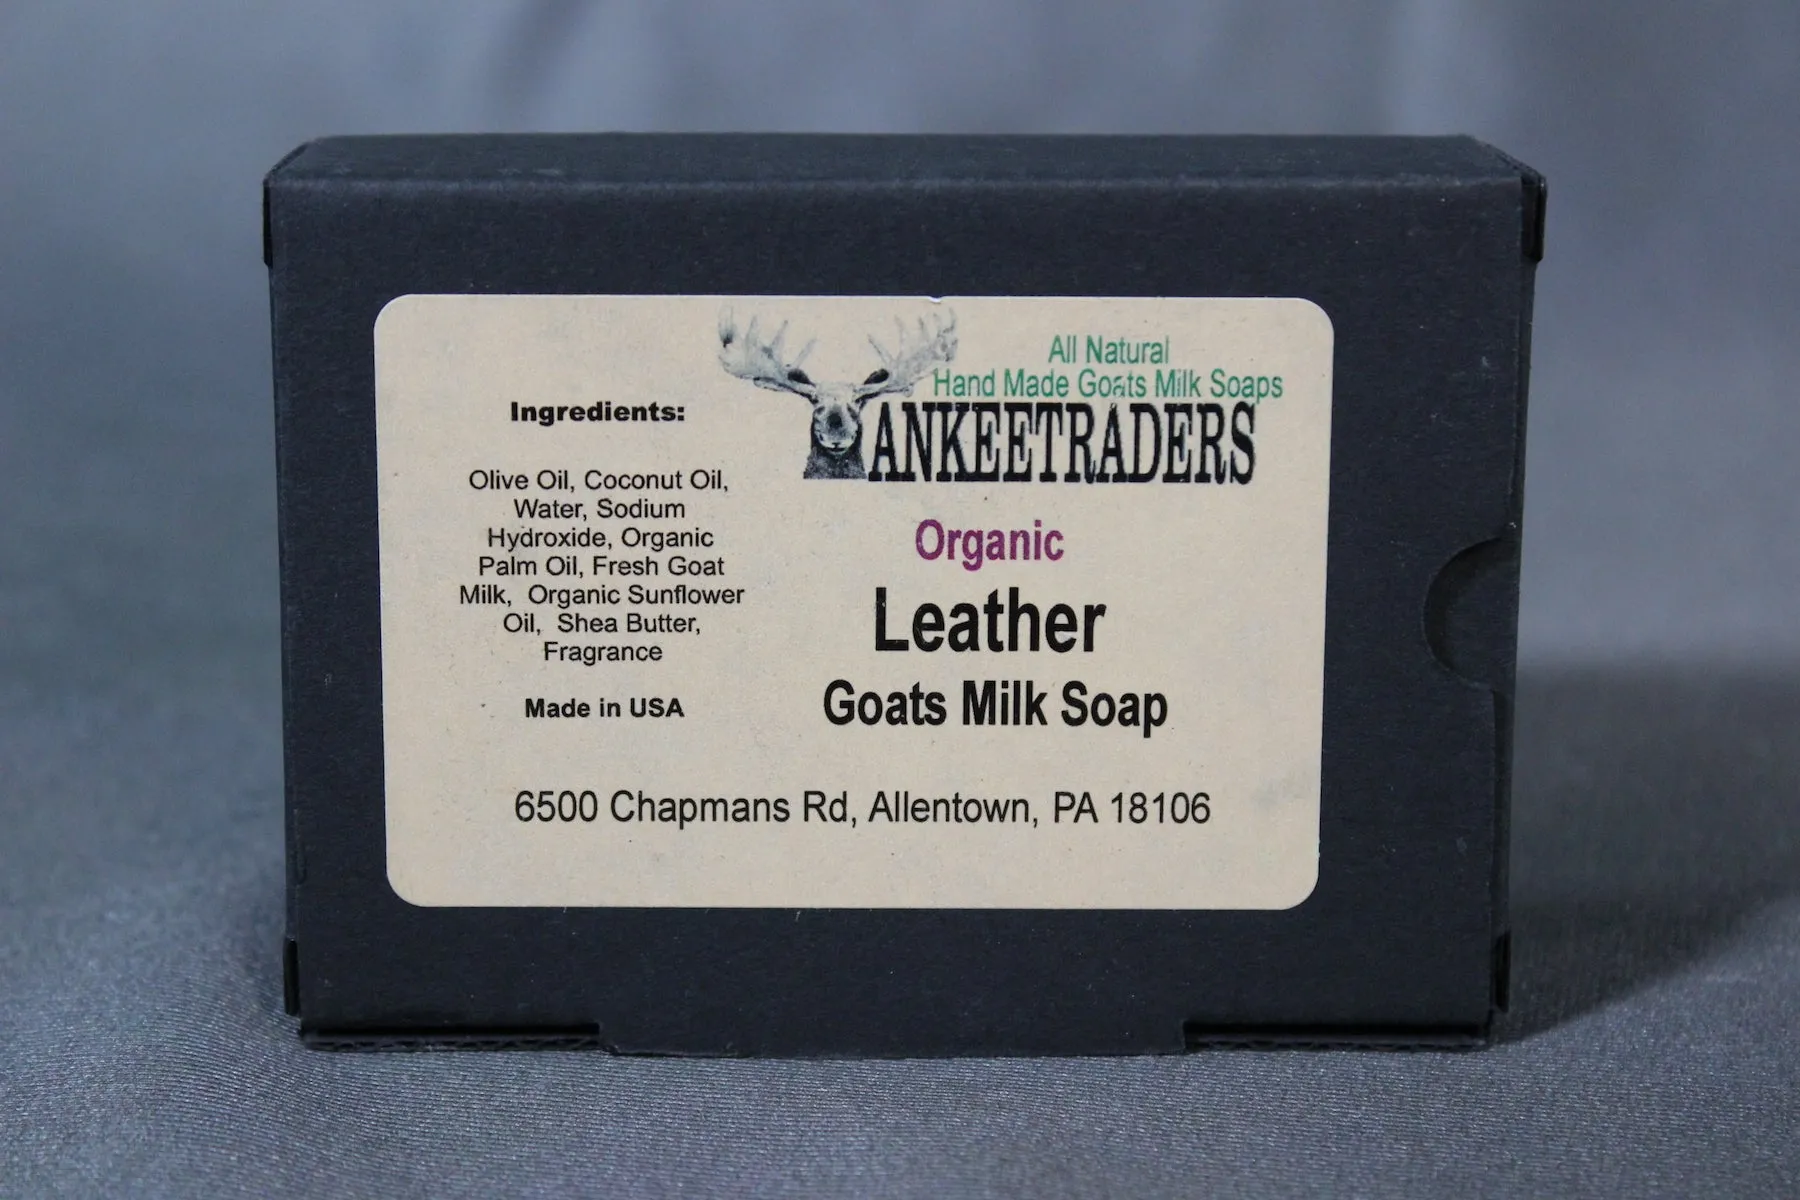 All Natural
Hand Made Goats Milk Soaps
YANKEETRADERS
Ingredients:
Olive Oil, Coconut Oil,
Water, Sodium
Hydroxide, Organic
Palm Oil, Fresh Goat
Milk, Organic Sunflower
Oil, Shea Butter,
Fragrance
Made in USA
Organic
Leather
Goats Milk Soap
6500 Chapmans Rd, Allentown, PA 18106